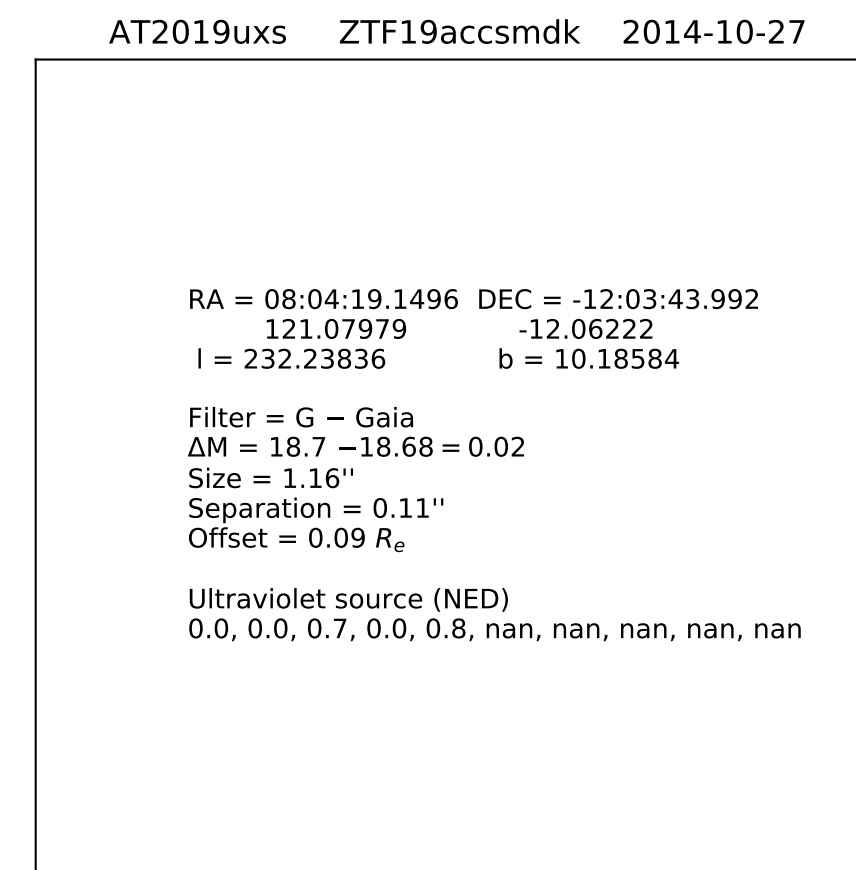 AT2019uxs ZTF19accsmdk 2014-10-27
RA = 08:04:19.1496 DEC = -12:03:43.992
121.07979 -12.06222
l = 232.23836 b = 10.18584
Filter = G − Gaia
ΔM = 18.7 −18.68 = 0.02
Size = 1.16''
Separation = 0.11''
Offset = 0.09 Rₑ
Ultraviolet source (NED)
0.0, 0.0, 0.7, 0.0, 0.8, nan, nan, nan, nan, nan